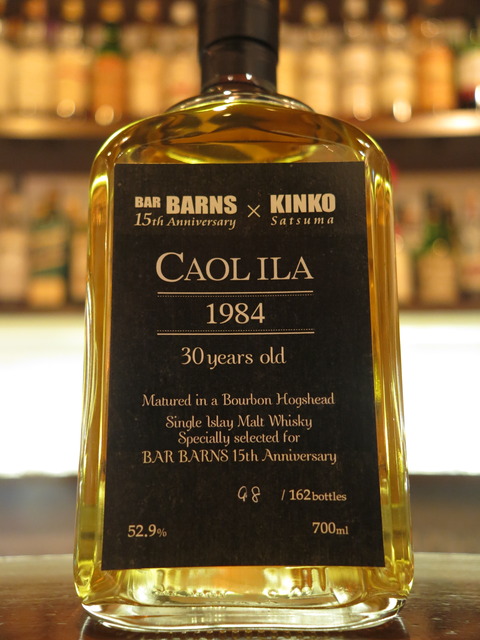 BAR BARNS × KINKO
15th Anniversary Satsuma
CAOL ILA
1984
30 years old
Matured in a Bourbon Hogshead
Single Islay Malt Whisky
Specially selected for
BAR BARNS 15th Anniversary
98 / 162 bottles
52.9% 700ml